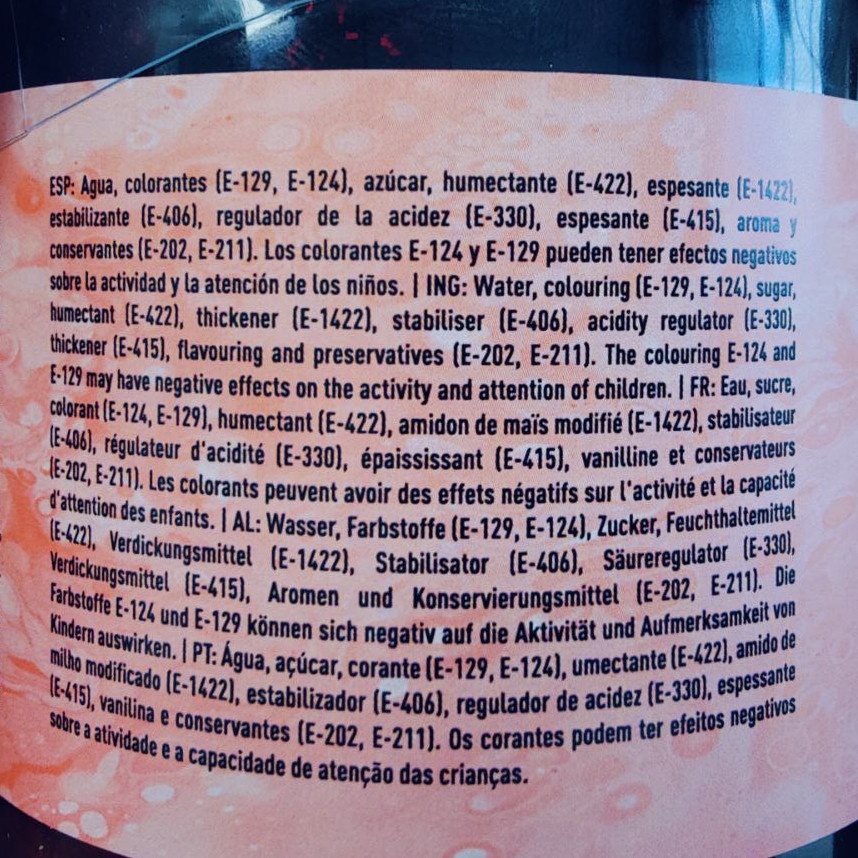 ESP: Agua, colorantes (E-129, E-124), azúcar, humectante (E-422), espesante (E-1422),
estabilizante (E-406), regulador de la acidez (E-330), espesante (E-415), aroma y
conservantes (E-202, E-211). Los colorantes E-124 y E-129 pueden tener efectos negativos
sobre la actividad y la atención de los niños. | ING: Water, colouring (E-129, E-124), sugar,
humectant (E-422), thickener (E-1422), stabiliser (E-406), acidity regulator (E-330),
thickener (E-415), flavouring and preservatives (E-202, E-211). The colouring E-124 and
E-129 may have negative effects on the activity and attention of children. | FR: Eau, sucre,
colorant (E-124, E-129), humectant (E-422), amidon de maïs modifié (E-1422), stabilisateur
(E-406), régulateur d'acidité (E-330), épaississant (E-415), vanilline et conservateurs
(E-202, E-211). Les colorants peuvent avoir des effets négatifs sur l'activité et la capacité
d'attention des enfants. | AL: Wasser, Farbstoffe (E-129, E-124), Zucker, Feuchthaltemittel
(E-422), Verdickungsmittel (E-1422), Stabilisator (E-406), Säureregulator (E-330),
Verdickungsmittel (E-415), Aromen und Konservierungsmittel (E-202, E-211). Die
Farbstoffe E-124 und E-129 können sich negativ auf die Aktivität und Aufmerksamkeit von
Kindern auswirken. | PT: Água, açúcar, corante (E-129, E-124), umectante (E-422), amido de
milho modificado (E-1422), estabilizador (E-406), regulador de acidez (E-330), espessante
(E-415), vanilina e conservantes (E-202, E-211). Os corantes podem ter efeitos negativos
sobre a atividade e a capacidade de atenção das crianças.